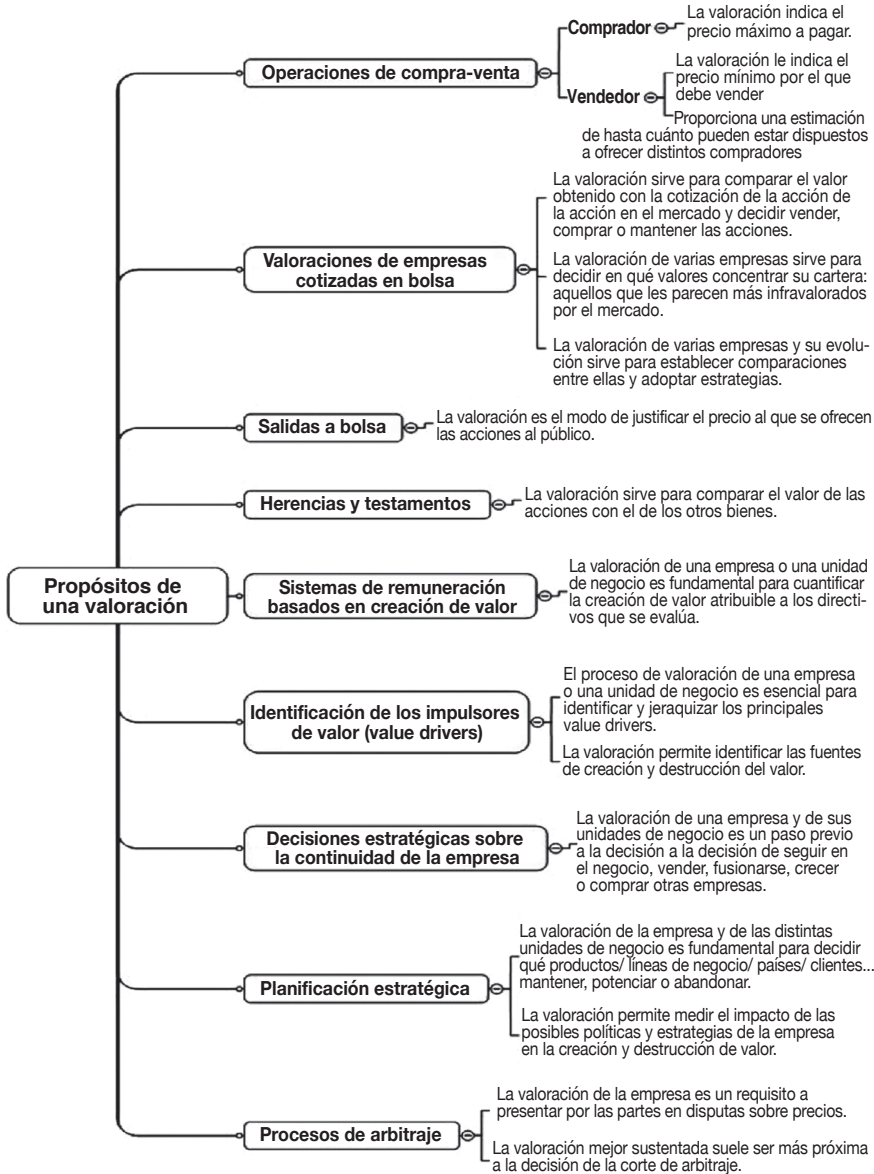 Propósitos de
una valoración
Operaciones de compra-venta
Comprador
La valoración indica el
precio máximo a pagar.
Vendedor
La valoración le indica el
precio mínimo por el que
debe vender
Proporciona una estimación
de hasta cuánto pueden estar dispuestos
a ofrecer distintos compradores
Valoraciones de empresas
cotizadas en bolsa
La valoración sirve para comparar el valor
obtenido con la cotización de la acción de
la acción en el mercado y decidir vender,
comprar o mantener las acciones.
La valoración de varias empresas sirve para
decidir en qué valores concentrar su cartera:
aquellos que les parecen más infravalorados
por el mercado.
La valoración de varias empresas y su evolu-
ción sirve para establecer comparaciones
entre ellas y adoptar estrategias.
Salidas a bolsa
La valoración es el modo de justificar el precio al que se ofrecen
las acciones al público.
Herencias y testamentos
La valoración sirve para comparar el valor de las
acciones con el de los otros bienes.
Sistemas de remuneración
basados en creación de valor
La valoración de una empresa o una unidad
de negocio es fundamental para cuantificar
la creación de valor atribuible a los directi-
vos que se evalúa.
Identificación de los impulsores
de valor (value drivers)
El proceso de valoración de una empresa
o una unidad de negocio es esencial para
identificar y jeraquizar los principales
value drivers.
La valoración permite identificar las fuentes
de creación y destrucción del valor.
Decisiones estratégicas sobre
la continuidad de la empresa
La valoración de una empresa y de sus
unidades de negocio es un paso previo
a la decisión a la decisión de seguir en
el negocio, vender, fusionarse, crecer
o comprar otras empresas.
Planificación estratégica
La valoración de la empresa y de las distintas
unidades de negocio es fundamental para decidir
qué productos/ líneas de negocio/ países/ clientes...
mantener, potenciar o abandonar.
La valoración permite medir el impacto de las
posibles políticas y estrategias de la empresa
en la creación y destrucción de valor.
Procesos de arbitraje
La valoración de la empresa es un requisito a
presentar por las partes en disputas sobre precios.
La valoración mejor sustentada suele ser más próxima
a la decisión de la corte de arbitraje.